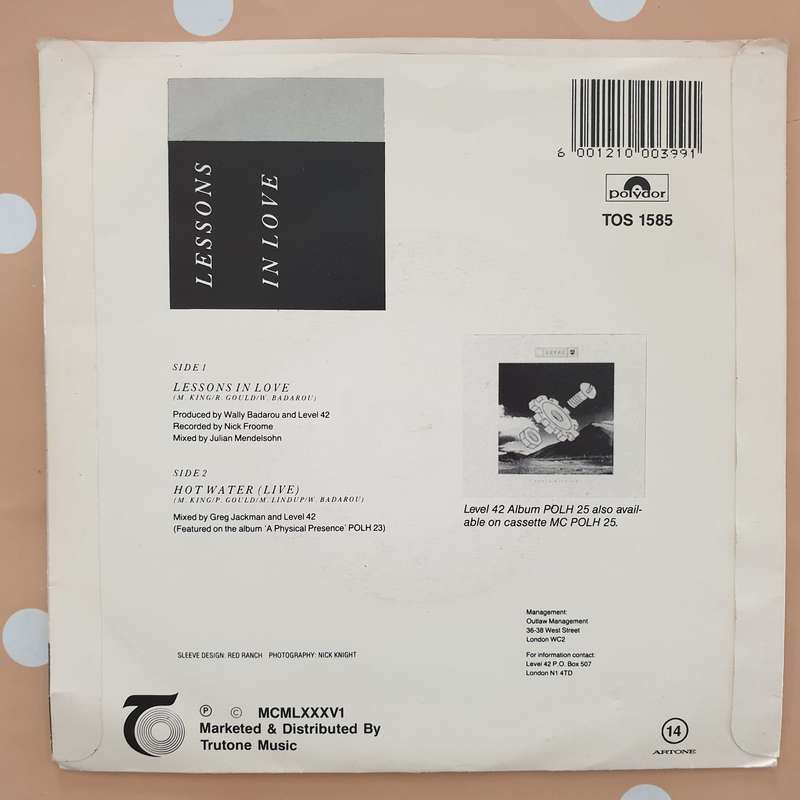 LESSONS
IN LOVE
6 001210 003991
polydor
TOS 1585
SIDE 1
LESSONS IN LOVE
(M. KING/R. GOULD/W. BADAROU)
Produced by Wally Badarou and Level 42
Recorded by Nick Froome
Mixed by Julian Mendelsohn
SIDE 2
HOT WATER (LIVE)
(M. KING/P. GOULD/M. LINDUP/W. BADAROU)
Mixed by Greg Jackman and Level 42
(Featured on the album 'A Physical Presence' POLH 23)
Level 42 Album POLH 25 also avail-
able on cassette MC POLH 25.
Management:
Outlaw Management
36-38 West Street
London WC2
For information contact:
Level 42 P.O. Box 507
London N1 4TD
SLEEVE DESIGN: RED RANCH PHOTOGRAPHY: NICK KNIGHT
℗ © MCMLXXXV1
Marketed & Distributed By
Trutone Music
14
ARTONE